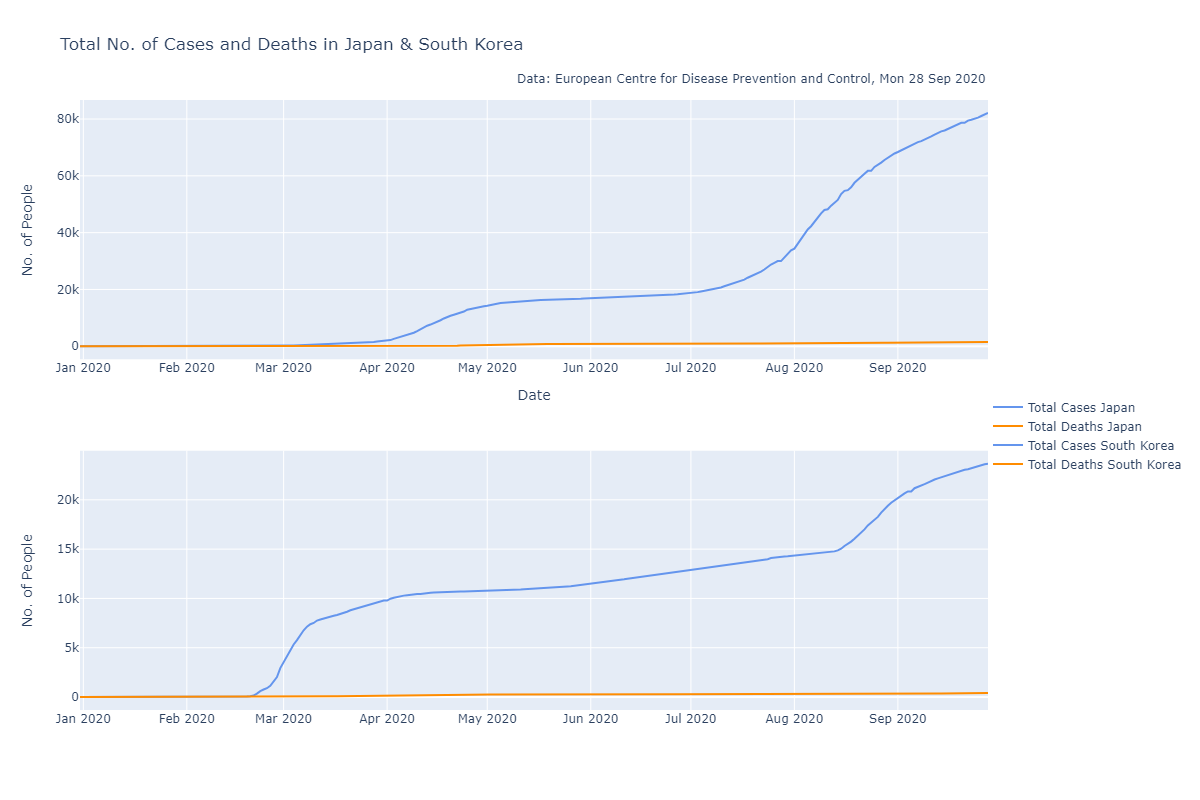 Total No. of Cases and Deaths in Japan & South Korea
Data: European Centre for Disease Prevention and Control, Mon 28 Sep 2020
No. of People
80k
60k
40k
20k
0
Jan 2020 Feb 2020 Mar 2020 Apr 2020 May 2020 Jun 2020 Jul 2020 Aug 2020 Sep 2020
Date
Total Cases Japan
Total Deaths Japan
Total Cases South Korea
Total Deaths South Korea
No. of People
20k
15k
10k
5k
0
Jan 2020 Feb 2020 Mar 2020 Apr 2020 May 2020 Jun 2020 Jul 2020 Aug 2020 Sep 2020